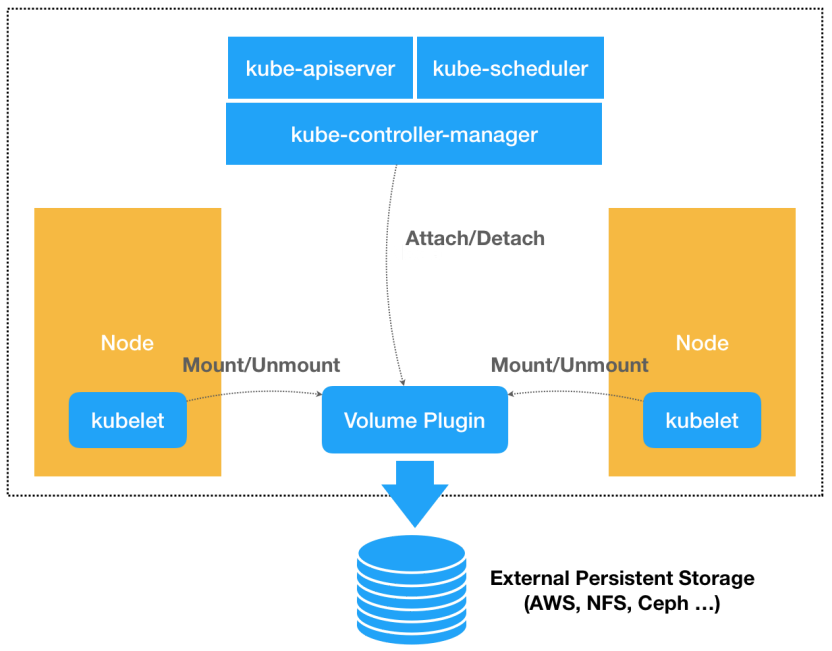 kube-apiserver
kube-scheduler
kube-controller-manager
Attach/Detach
Node
Node
Mount/Unmount
Mount/Unmount
kubelet
Volume Plugin
kubelet
External Persistent Storage
(AWS, NFS, Ceph ...)